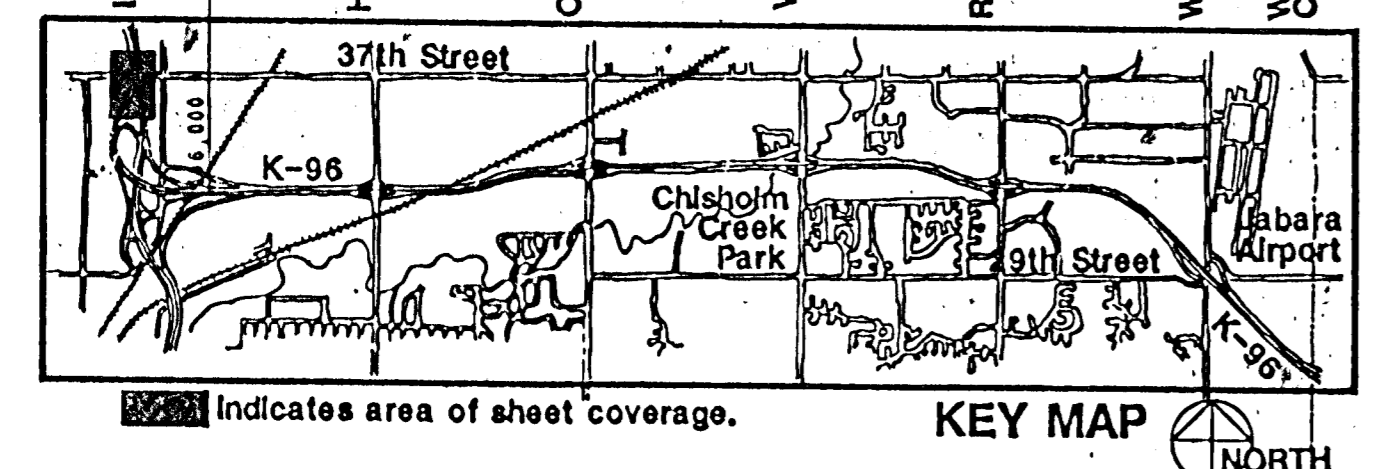 37th Street
6 000
K-96
Chisholm
Creek
Park
Jabara
Airport
9th Street
K-96
Indicates area of sheet coverage.
KEY MAP
NORTH